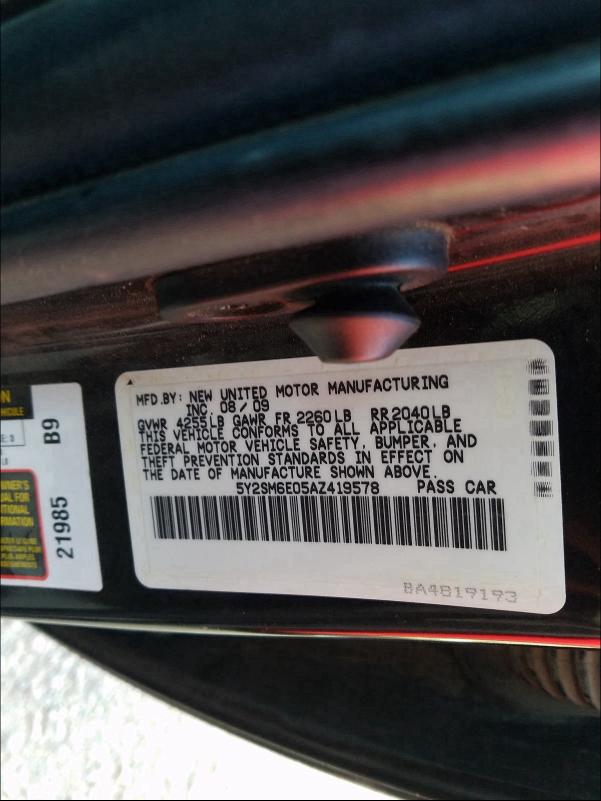 MFD.BY: NEW UNITED MOTOR MANUFACTURING
INC. 08/09
GVWR 4255LB GAWR FR 2260LB RR2040LB
THIS VEHICLE CONFORMS TO ALL APPLICABLE
FEDERAL MOTOR VEHICLE SAFETY, BUMPER, AND
THEFT PREVENTION STANDARDS IN EFFECT ON
THE DATE OF MANUFACTURE SHOWN ABOVE.
5Y2SM6E05AZ419578 PASS CAR
BA4819193
21985 B9